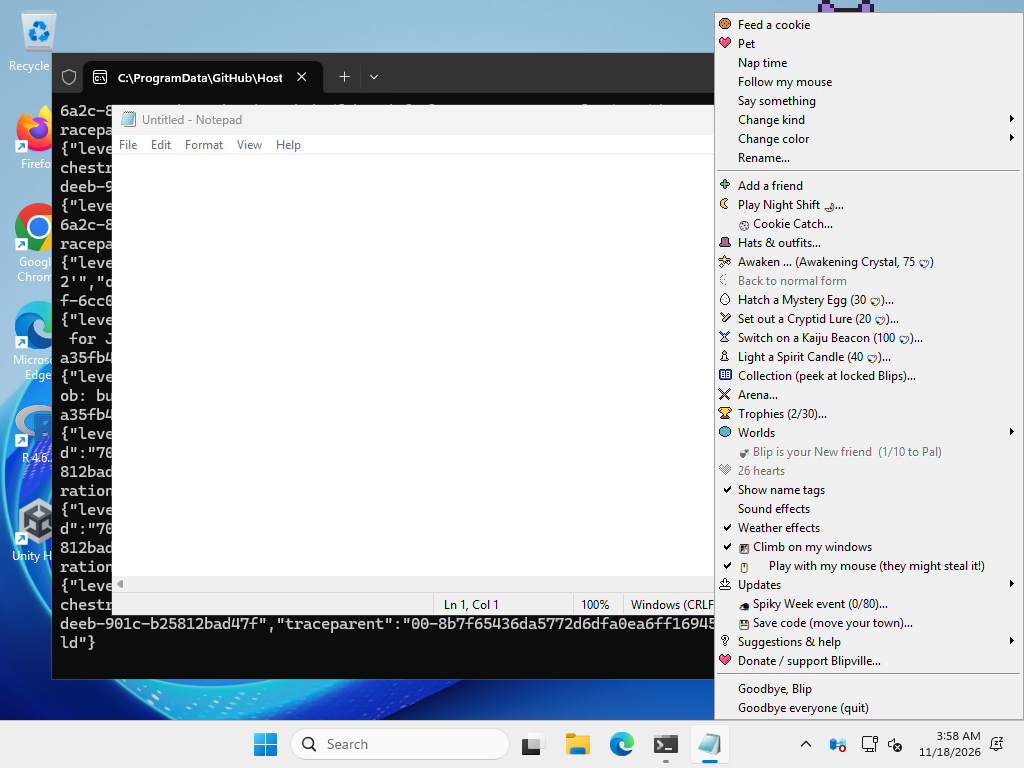 Recycle
Firefo
Googl
Chrom
Micros
Edge
R 4.6.
Unity H
C:\ProgramData\GitHub\Host
6a2c-8
racepa
{"leve
chestr
deeb-9
{"leve
6a2c-8
racepa
{"leve
2'","d
f-6cc0
{"leve
for J
a35fb4
{"leve
ob: bu
a35fb4
{"leve
d":"70
812bad
ration
{"leve
d":"70
812bad
ration
{"leve
chestr
deeb-901c-b25812bad47f","traceparent":"00-8b7f65436da5772d6dfa0ea6ff16945
ld"}
Untitled - Notepad
File Edit Format View Help
Ln 1, Col 1 100% Windows (CRLF
Feed a cookie
Pet
Nap time
Follow my mouse
Say something
Change kind
Change color
Rename...
Add a friend
Play Night Shift 🌙...
Cookie Catch...
Hats & outfits...
Awaken ... (Awakening Crystal, 75 🤍)
Back to normal form
Hatch a Mystery Egg (30 🤍)...
Set out a Cryptid Lure (20 🤍)...
Switch on a Kaiju Beacon (100 🤍)...
Light a Spirit Candle (40 🤍)...
Collection (peek at locked Blips)...
Arena...
Trophies (2/30)...
Worlds
Blip is your New friend (1/10 to Pal)
26 hearts
Show name tags
Sound effects
Weather effects
Climb on my windows
Play with my mouse (they might steal it!)
Updates
Spiky Week event (0/80)...
Save code (move your town)...
Suggestions & help
Donate / support Blipville...
Goodbye, Blip
Goodbye everyone (quit)
Search
3:58 AM
11/18/2026